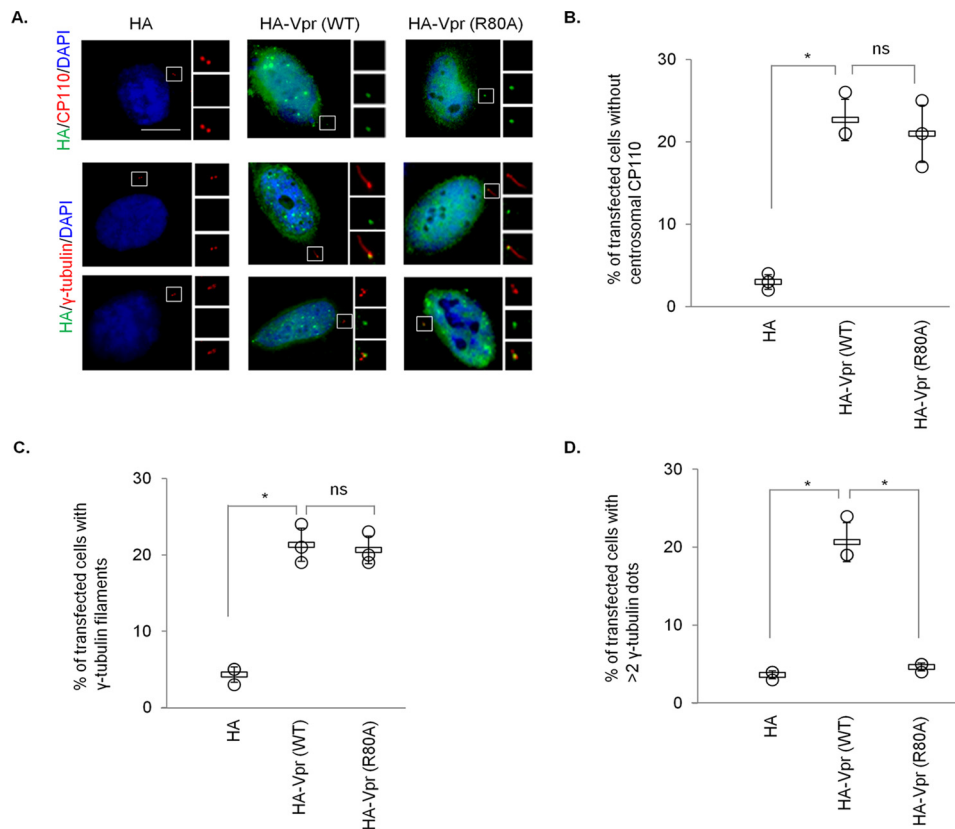 A.
HA
HA-Vpr (WT)
HA-Vpr (R80A)
HA/CP110/DAPI
HA/γ-tubulin/DAPI
B.
% of transfected cells without
centrosomal CP110
30
20
10
0
*
ns
HA
HA-Vpr (WT)
HA-Vpr (R80A)
C.
% of transfected cells with
γ-tubulin filaments
30
20
10
0
*
ns
HA
HA-Vpr (WT)
HA-Vpr (R80A)
D.
% of transfected cells with
>2 γ-tubulin dots
30
20
10
0
*
*
HA
HA-Vpr (WT)
HA-Vpr (R80A)